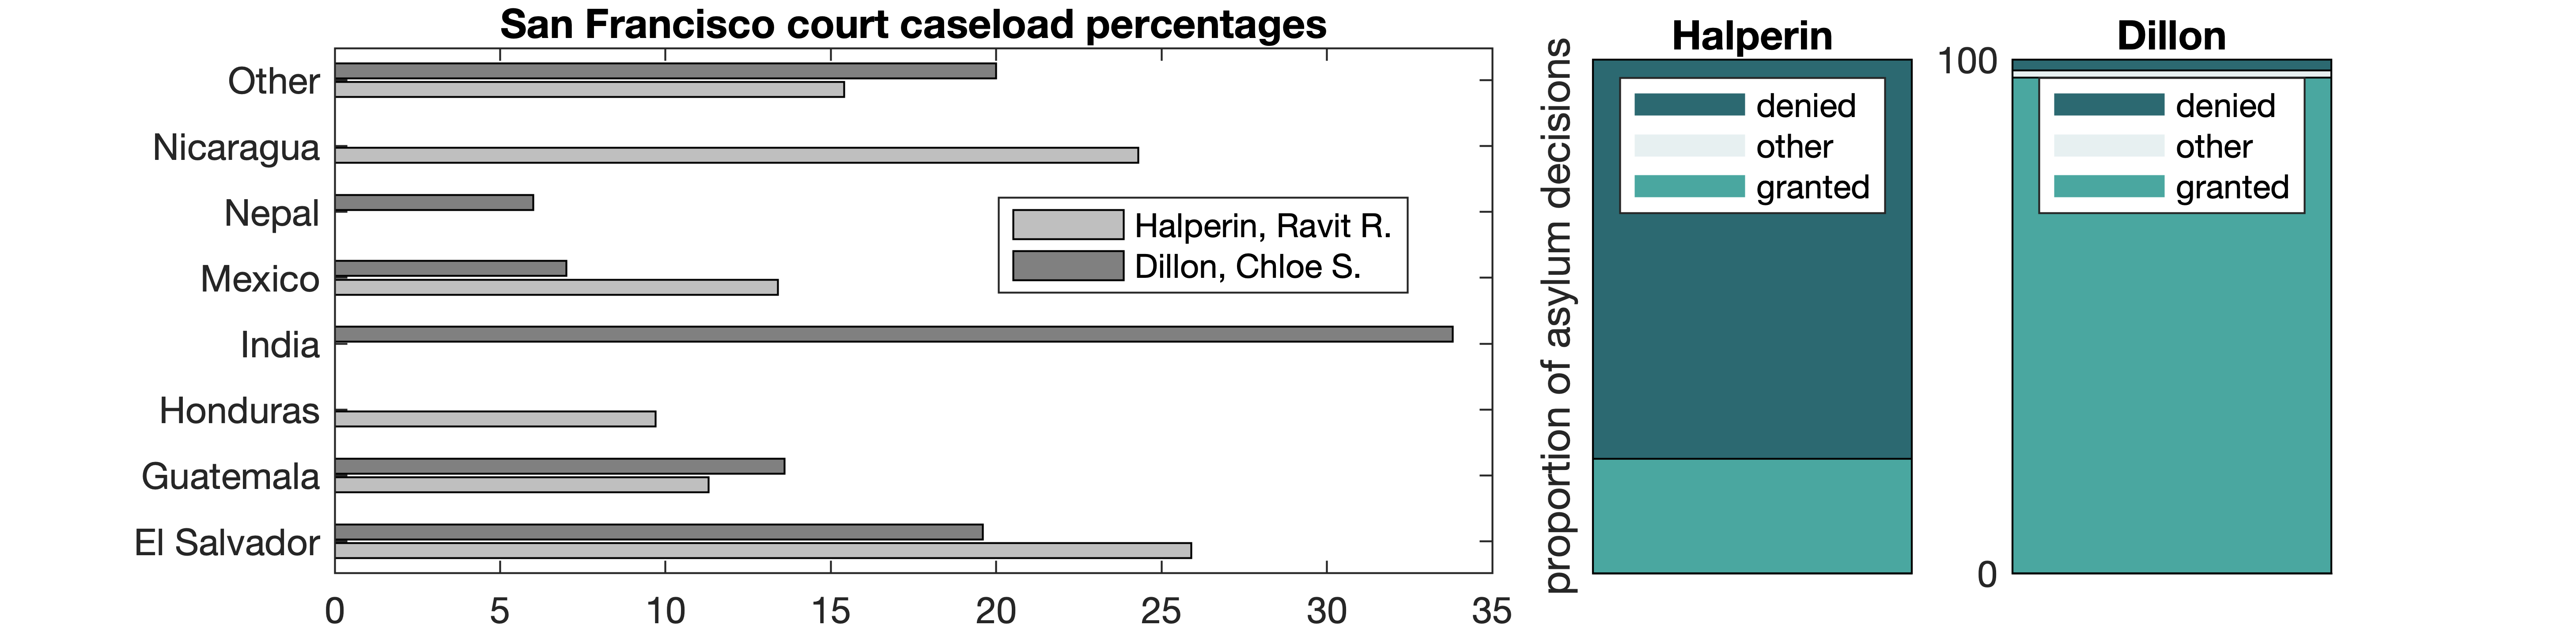 San Francisco court caseload percentages
Other
Nicaragua
Nepal
Mexico
India
Honduras
Guatemala
El Salvador
0 5 10 15 20 25 30 35
Halperin, Ravit R.
Dillon, Chloe S.
proportion of asylum decisions
Halperin
denied
other
granted
Dillon
100
0
denied
other
granted